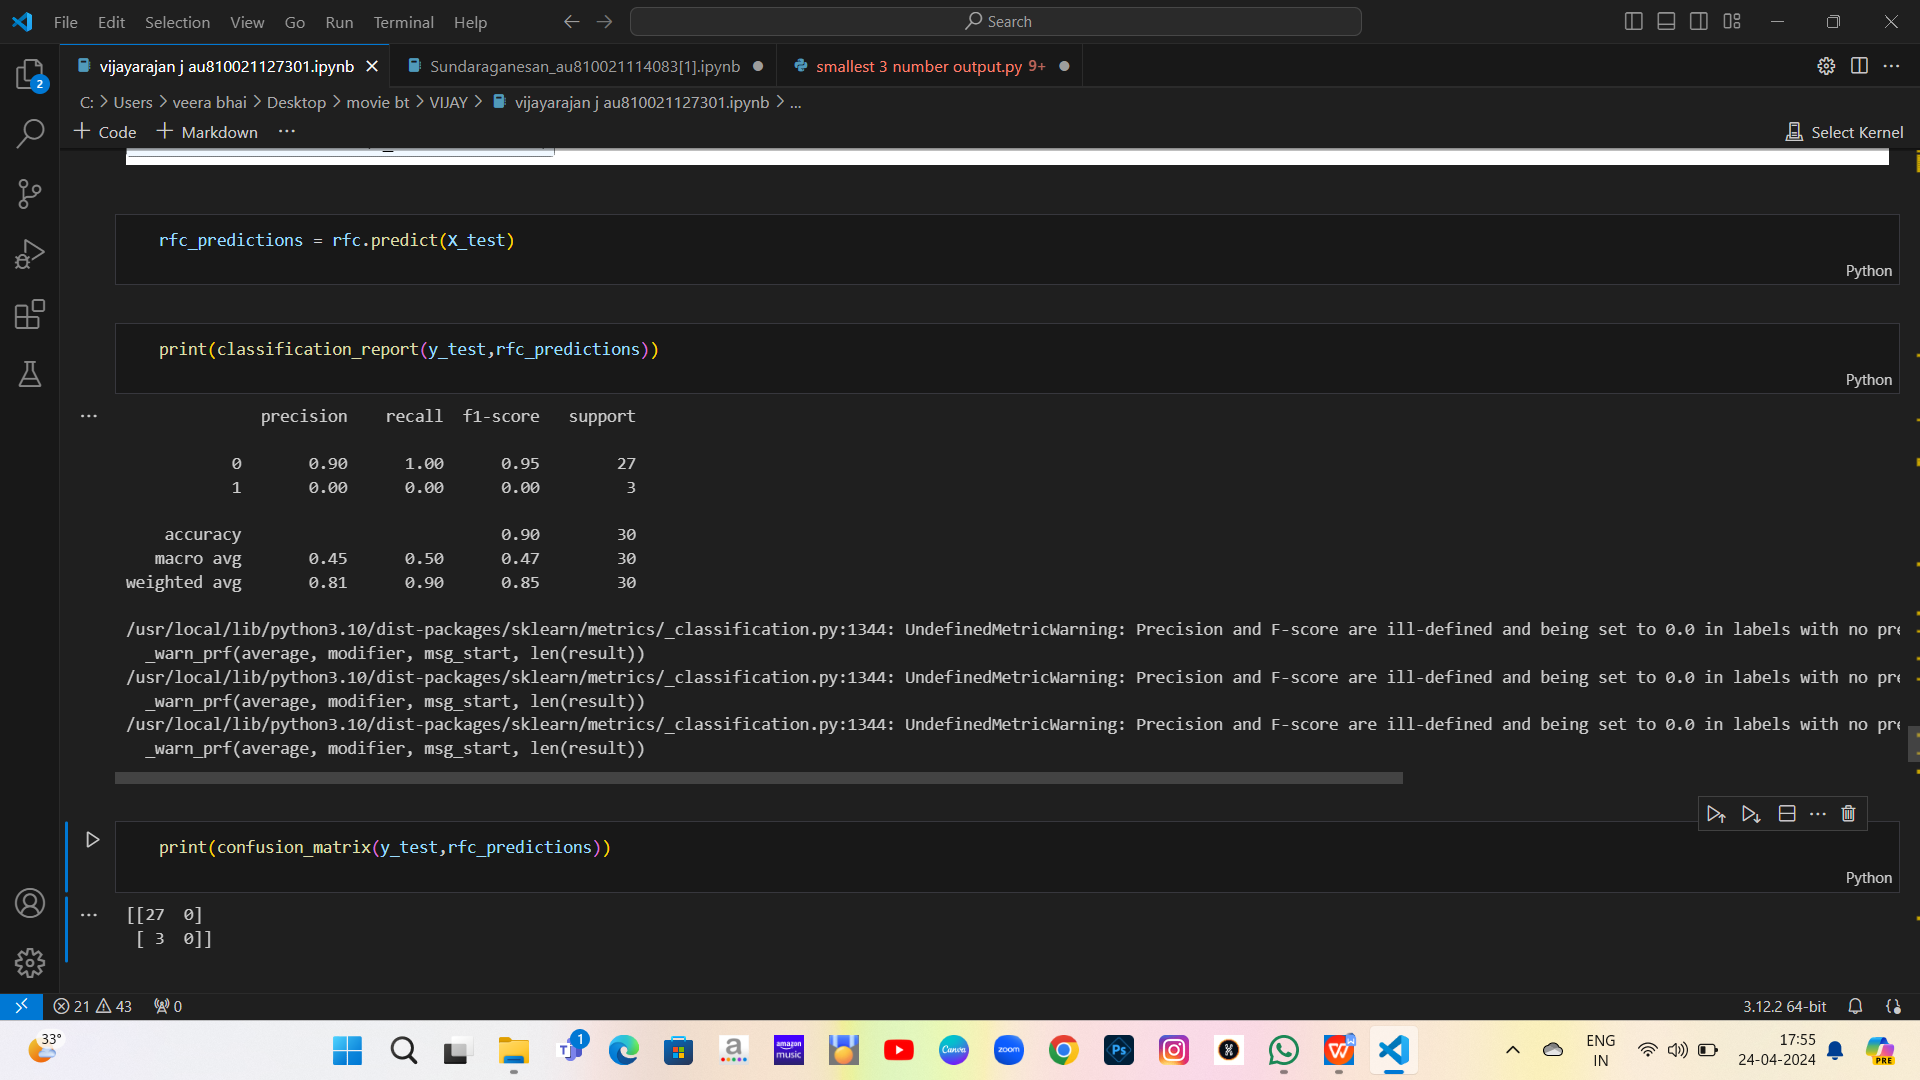 File Edit Selection View Go Run Terminal Help
Search
vijayarajan j au810021127301.ipynb
Sundaraganesan_au810021114083[1].ipynb
smallest 3 number output.py 9+
C: > Users > veera bhai > Desktop > movie bt > VIJAY > vijayarajan j au810021127301.ipynb > ...
+ Code + Markdown ...
Select Kernel
2
rfc_predictions = rfc.predict(X_test)
Python
print(classification_report(y_test,rfc_predictions))
Python
precision recall f1-score support
0 0.90 1.00 0.95 27
1 0.00 0.00 0.00 3
accuracy 0.90 30
macro avg 0.45 0.50 0.47 30
weighted avg 0.81 0.90 0.85 30
/usr/local/lib/python3.10/dist-packages/sklearn/metrics/_classification.py:1344: UndefinedMetricWarning: Precision and F-score are ill-defined and being set to 0.0 in labels with no pre
_warn_prf(average, modifier, msg_start, len(result))
/usr/local/lib/python3.10/dist-packages/sklearn/metrics/_classification.py:1344: UndefinedMetricWarning: Precision and F-score are ill-defined and being set to 0.0 in labels with no pre
_warn_prf(average, modifier, msg_start, len(result))
/usr/local/lib/python3.10/dist-packages/sklearn/metrics/_classification.py:1344: UndefinedMetricWarning: Precision and F-score are ill-defined and being set to 0.0 in labels with no pre
_warn_prf(average, modifier, msg_start, len(result))
print(confusion_matrix(y_test,rfc_predictions))
Python
[[27 0]
[ 3 0]]
21 43 0
3.12.2 64-bit
33°
1
a
amazon music
Canva
zoom
Ps
W
ENG
IN
17:55
24-04-2024
PRE